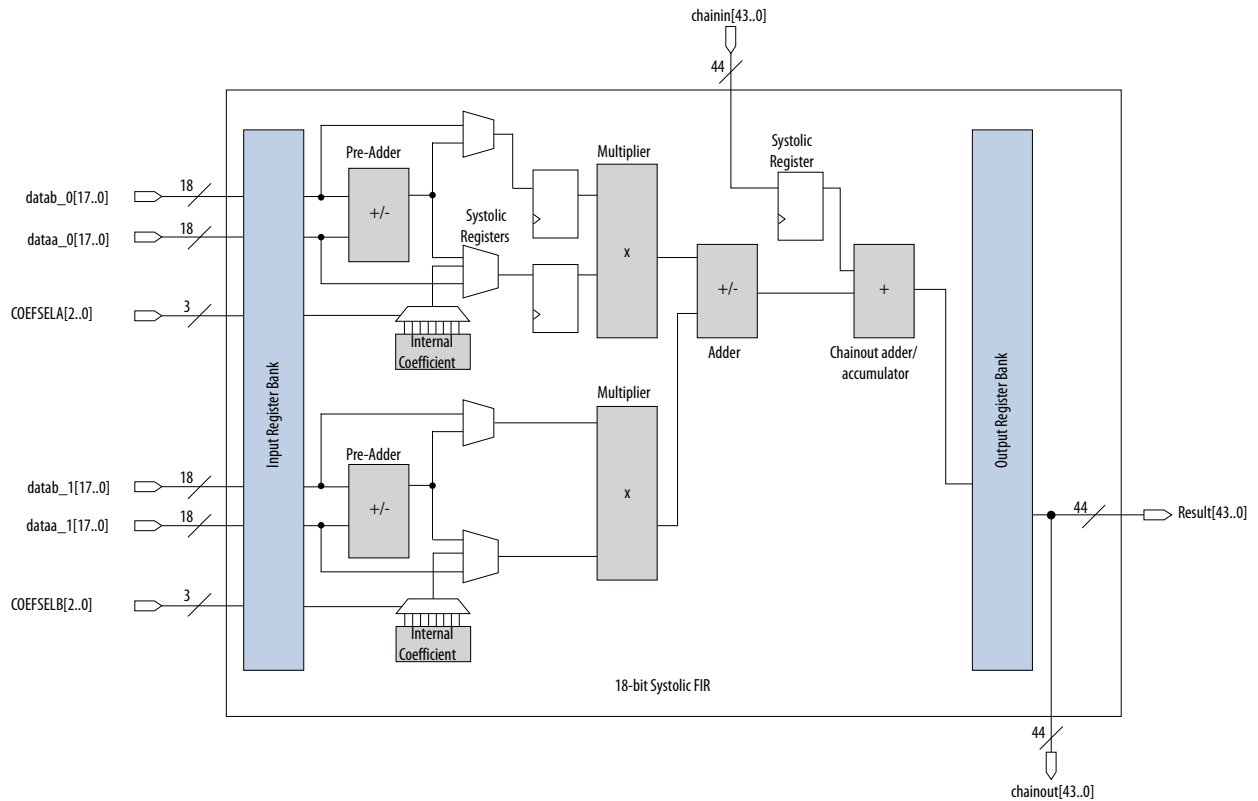 chainin[43..0]
44
Systolic
Register
Pre-Adder
Multiplier
datab_0[17..0]
18
+/-
Systolic
Registers
dataa_0[17..0]
18
x
+/-
+
COEFSELA[2..0]
3
Internal
Coefficient
Adder
Chainout adder/
accumulator
Input Register Bank
Output Register Bank
Multiplier
Pre-Adder
datab_1[17..0]
18
+/-
x
dataa_1[17..0]
18
44
Result[43..0]
COEFSELB[2..0]
3
Internal
Coefficient
18-bit Systolic FIR
44
chainout[43..0]